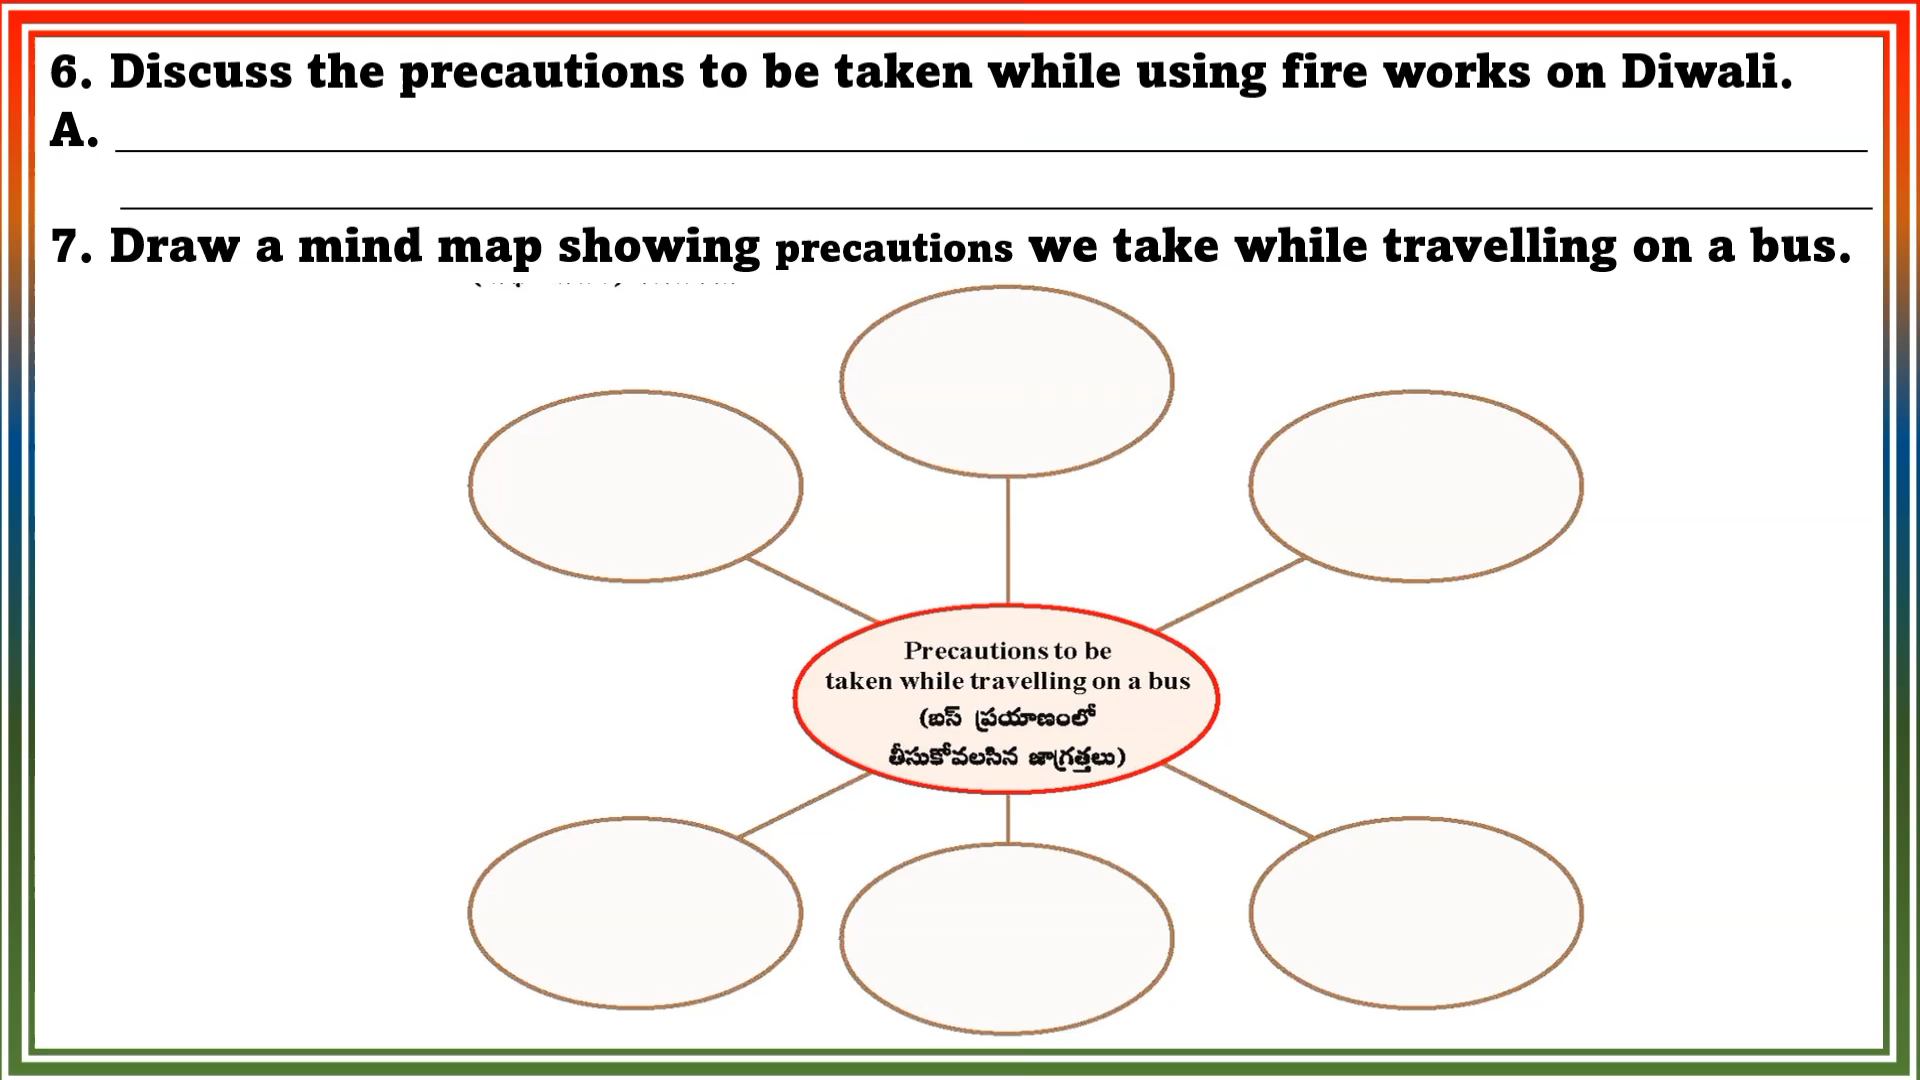 6. Discuss the precautions to be taken while using fire works on Diwali.
A.
7. Draw a mind map showing precautions we take while travelling on a bus.
Precautions to be
taken while travelling on a bus
(బస్ ప్రయాణంలో
తీసుకోవలసిన జాగ్రత్తలు)